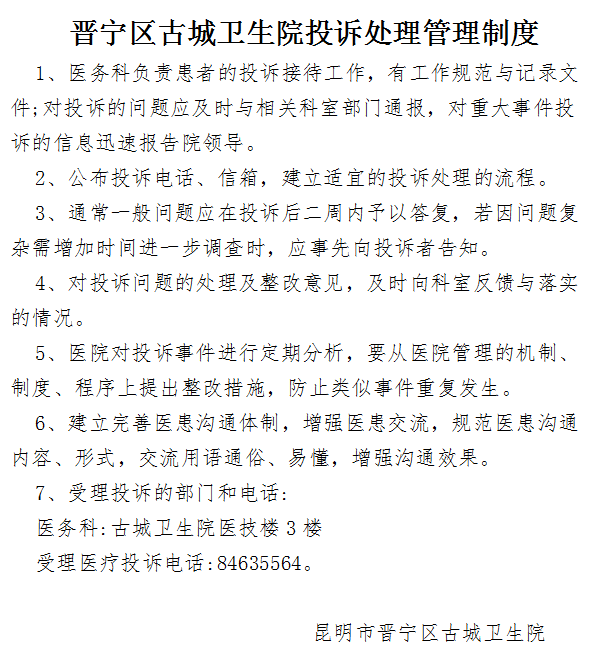 晋宁区古城卫生院投诉处理管理制度
1、医务科负责患者的投诉接待工作，有工作规范与记录文
件;对投诉的问题应及时与相关科室部门通报，对重大事件投
诉的信息迅速报告院领导。
2、公布投诉电话、信箱，建立适宜的投诉处理的流程。
3、通常一般问题应在投诉后二周内予以答复，若因问题复
杂需增加时间进一步调查时，应事先向投诉者告知。
4、对投诉问题的处理及整改意见，及时向科室反馈与落实
的情况。
5、医院对投诉事件进行定期分析，要从医院管理的机制、
制度、程序上提出整改措施，防止类似事件重复发生。
6、建立完善医患沟通体制，增强医患交流，规范医患沟通
内容、形式，交流用语通俗、易懂，增强沟通效果。
7、受理投诉的部门和电话:
医务科:古城卫生院医技楼3楼
受理医疗投诉电话:84635564。
昆明市晋宁区古城卫生院